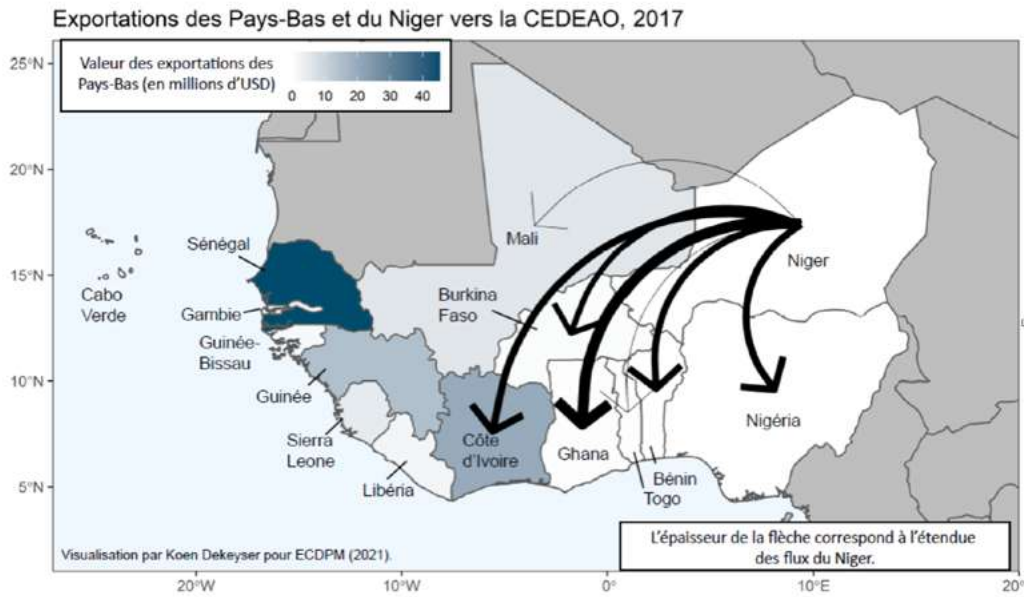 Exportations des Pays-Bas et du Niger vers la CEDEAO, 2017
Valeur des exportations des
Pays-Bas (en millions d'USD)
0 10 20 30 40
25°N
20°N
15°N
10°N
5°N
Sénégal
Cabo
Verde
Gambie
Guinée-
Bissau
Guinée
Sierra
Leone
Libéria
Mali
Burkina
Faso
Côte
d'Ivoire
Ghana
Bénin
Togo
Niger
Nigéria
L'épaisseur de la flèche correspond à l'étendue
des flux du Niger.
Visualisation par Koen Dekeyser pour ECDPM (2021).
20°W 10°W 0° 10°E 20°